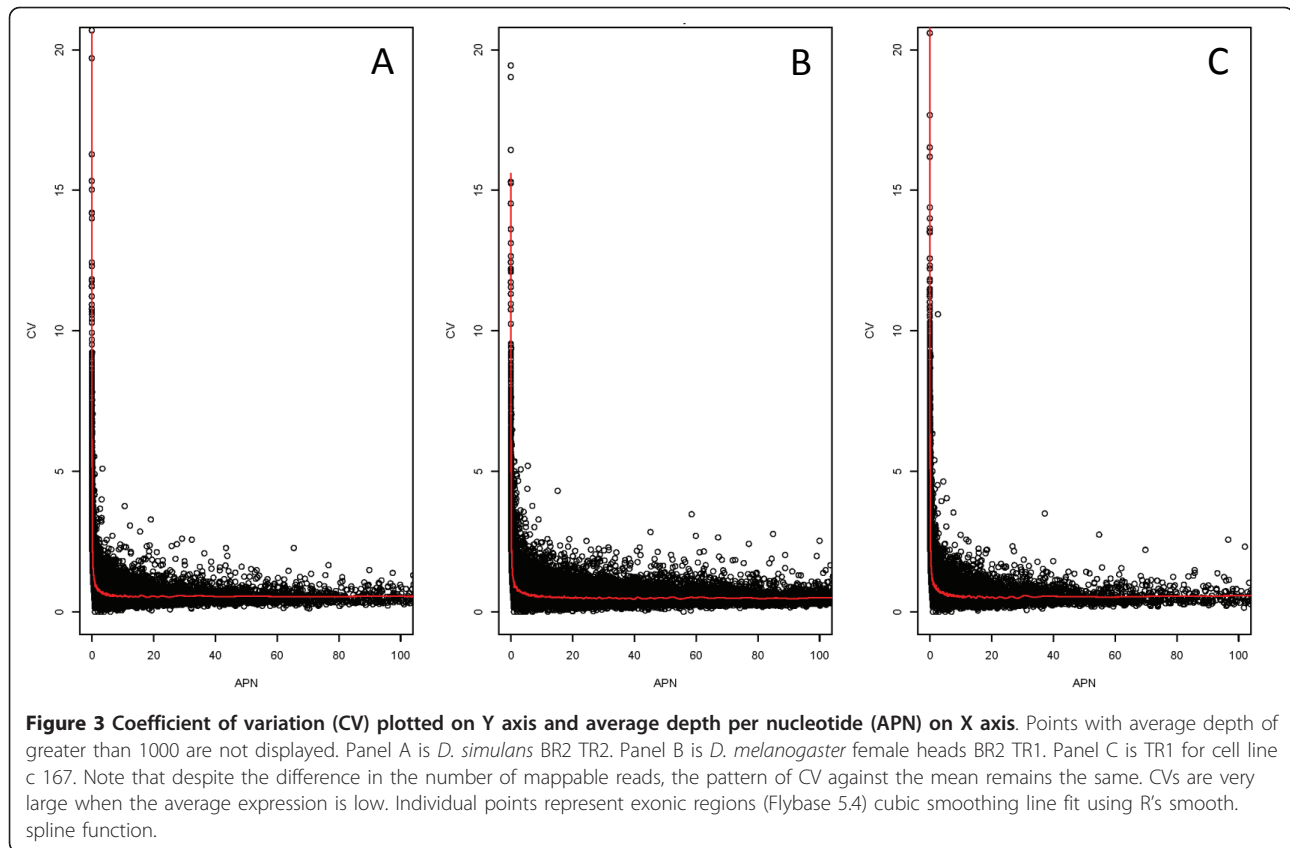 A
B
C
20
15
10
5
0
CV
0 20 40 60 80 100
APN
20
15
10
5
0
CV
0 20 40 60 80 100
APN
20
15
10
5
0
CV
0 20 40 60 80 100
APN
Figure 3 Coefficient of variation (CV) plotted on Y axis and average depth per nucleotide (APN) on X axis. Points with average depth of
greater than 1000 are not displayed. Panel A is D. simulans BR2 TR2. Panel B is D. melanogaster female heads BR2 TR1. Panel C is TR1 for cell line
c 167. Note that despite the difference in the number of mappable reads, the pattern of CV against the mean remains the same. CVs are very
large when the average expression is low. Individual points represent exonic regions (Flybase 5.4) cubic smoothing line fit using R's smooth.
spline function.